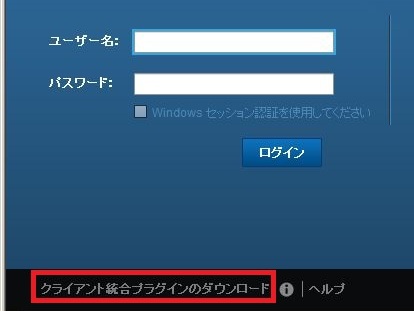 ユーザー名:
パスワード:
Windows セッション認証を使用してください
ログイン
クライアント統合プラグインのダウンロード | ヘルプ